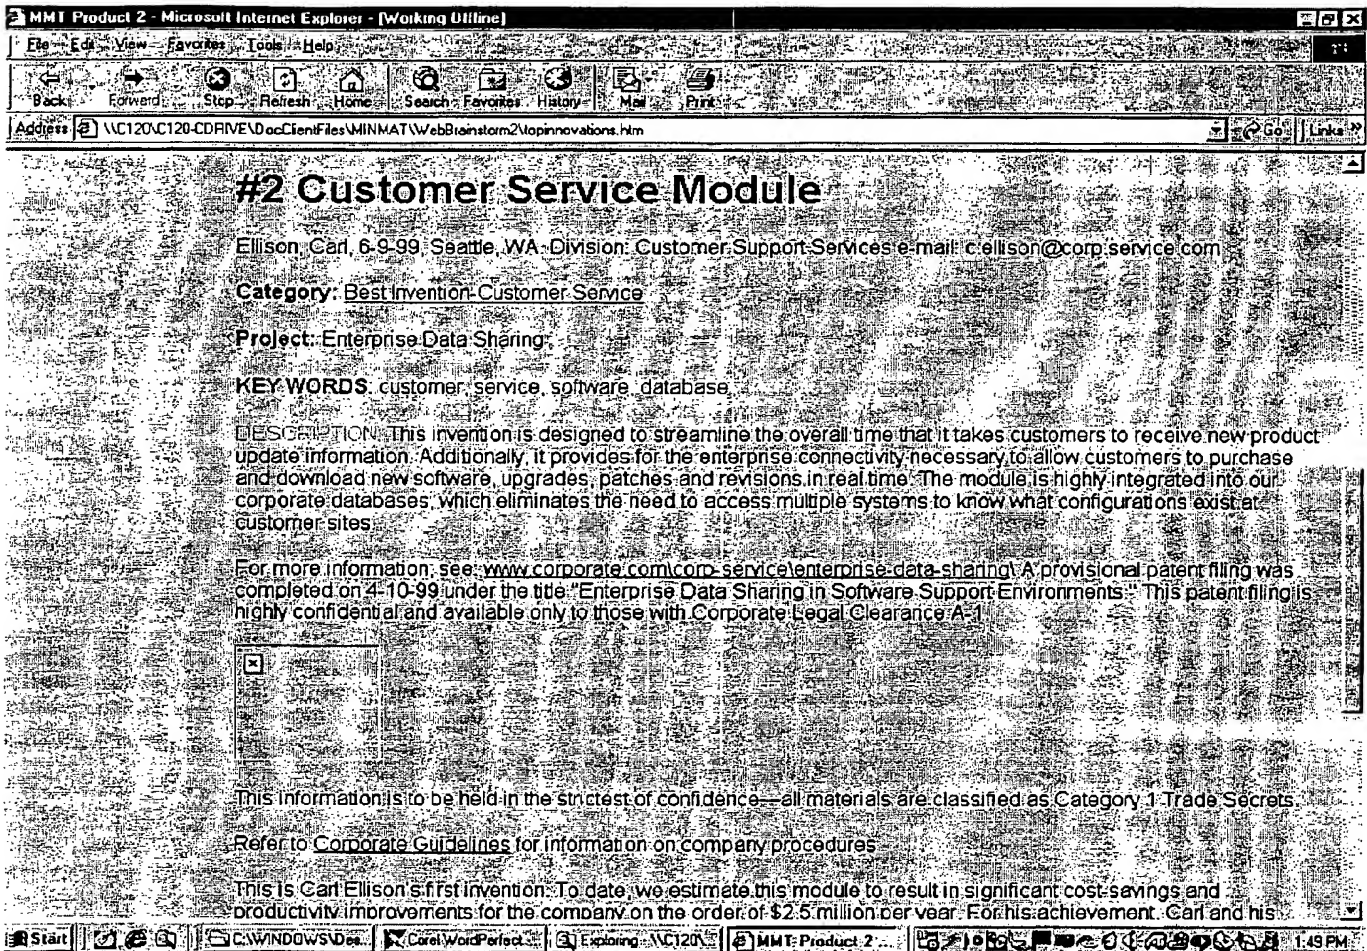 MMT Product 2 - Microsoft Internet Explorer - [Working Offline]
File Edit View Favorites Tools Help
Back Forward Stop Refresh Home Search Favorites History Mail Print
Address \\C120\C120-CDRIVE\DocClientFiles\MINMAT\WebBrainstorm2\topinnovations.htm Go Links »
#2 Customer Service Module
Ellison, Carl, 6-9-99, Seattle, WA. Division: Customer Support Services e-mail: c.ellison@corp.service.com
Category: Best Invention-Customer Service
Project: Enterprise Data Sharing
KEY WORDS: customer, service, software, database
DESCRIPTION: This invention is designed to streamline the overall time that it takes customers to receive new product
update information. Additionally, it provides for the enterprise connectivity necessary to allow customers to purchase
and download new software, upgrades, patches and revisions in real time. The module is highly integrated into our
corporate databases, which eliminates the need to access multiple systems to know what configurations exist at
customer sites.
For more information, see: www.corporate.com\corp-service\enterprise-data-sharing\ A provisional patent filing was
completed on 4-10-99 under the title "Enterprise Data Sharing in Software Support Environments." This patent filing is
highly confidential and available only to those with Corporate Legal Clearance A-1
This information is to be held in the strictest of confidence—all materials are classified as Category 1 Trade Secrets.
Refer to Corporate Guidelines for information on company procedures
This is Carl Ellison's first invention. To date, we estimate this module to result in significant cost-savings and
productivity improvements for the company on the order of $2.5 million per year. For his achievement, Carl and his
Start C:\WINDOWS\Des... Corel WordPerfect... Exploring - \\C120\... MMT Product 2 ... 1:45 PM